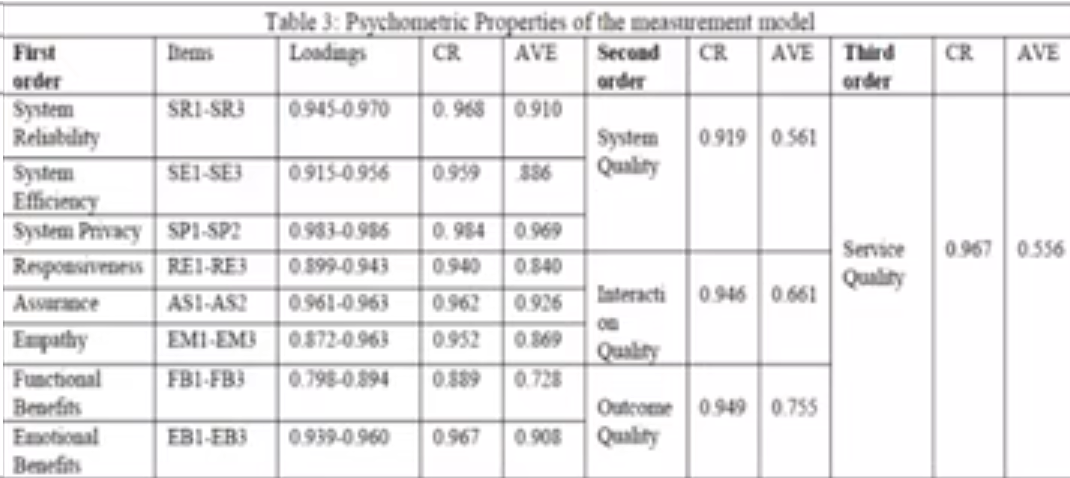 Table 3: Psychometric Properties of the measurement model
First order | Items | Loadings | CR | AVE | Second order | CR | AVE | Third order | CR | AVE
System Reliability | SR1-SR3 | 0.945-0.970 | 0. 968 | 0.910 | System Quality | 0.919 | 0.561 | Service Quality | 0.967 | 0.556
System Efficiency | SE1-SE3 | 0.915-0.956 | 0.959 | .886
System Privacy | SP1-SP2 | 0.983-0.986 | 0. 984 | 0.969
Responsiveness | RE1-RE3 | 0.899-0.943 | 0.940 | 0.840 | Interacti on Quality | 0.946 | 0.661
Assurance | AS1-AS2 | 0.961-0.963 | 0.962 | 0.926
Empathy | EM1-EM3 | 0.872-0.963 | 0.952 | 0.869
Functional Benefits | FB1-FB3 | 0.798-0.894 | 0.889 | 0.728 | Outcome Quality | 0.949 | 0.755
Emotional Benefits | EB1-EB3 | 0.939-0.960 | 0.967 | 0.908